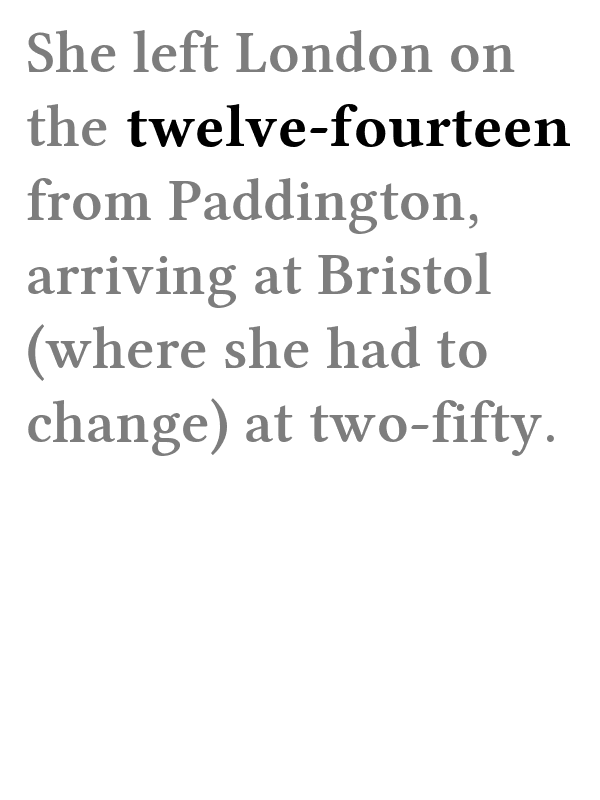 She left London on
the twelve-fourteen
from Paddington,
arriving at Bristol
(where she had to
change) at two-fifty.